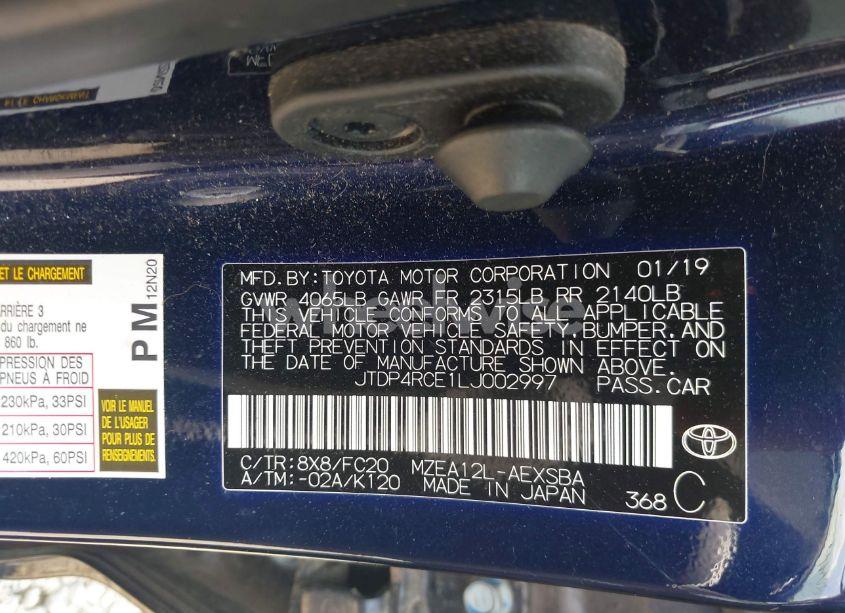 ET LE CHARGEMENT
RRIÈRE 3
du chargement ne
860 lb.
PRESSION DES
PNEUS À FROID
230kPa, 33PSI
210kPa, 30PSI
420kPa, 60PSI
PM 12N20
VOIR LE MANUEL
DE L'USAGER
POUR PLUS DE
RENSEIGNEMENTS.
MFD.BY:TOYOTA MOTOR CORPORATION 01/19
GVWR 4065LB GAWR FR 2315LB RR 2140LB
THIS VEHICLE CONFORMS TO ALL APPLICABLE
FEDERAL MOTOR VEHICLE SAFETY,BUMPER,AND
THEFT PREVENTION STANDARDS IN EFFECT ON
THE DATE OF MANUFACTURE SHOWN ABOVE.
JTDP4RCE1LJ002997 PASS.CAR
C/TR:8X8/FC20 MZEA12L-AEXSBA
A/TM:-02A/K120 MADE IN JAPAN 368 C